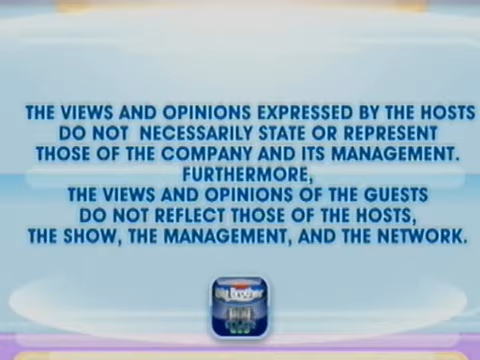 THE VIEWS AND OPINIONS EXPRESSED BY THE HOSTS
DO NOT NECESSARILY STATE OR REPRESENT
THOSE OF THE COMPANY AND ITS MANAGEMENT.
FURTHERMORE,
THE VIEWS AND OPINIONS OF THE GUESTS
DO NOT REFLECT THOSE OF THE HOSTS,
THE SHOW, THE MANAGEMENT, AND THE NETWORK.
Big Brother